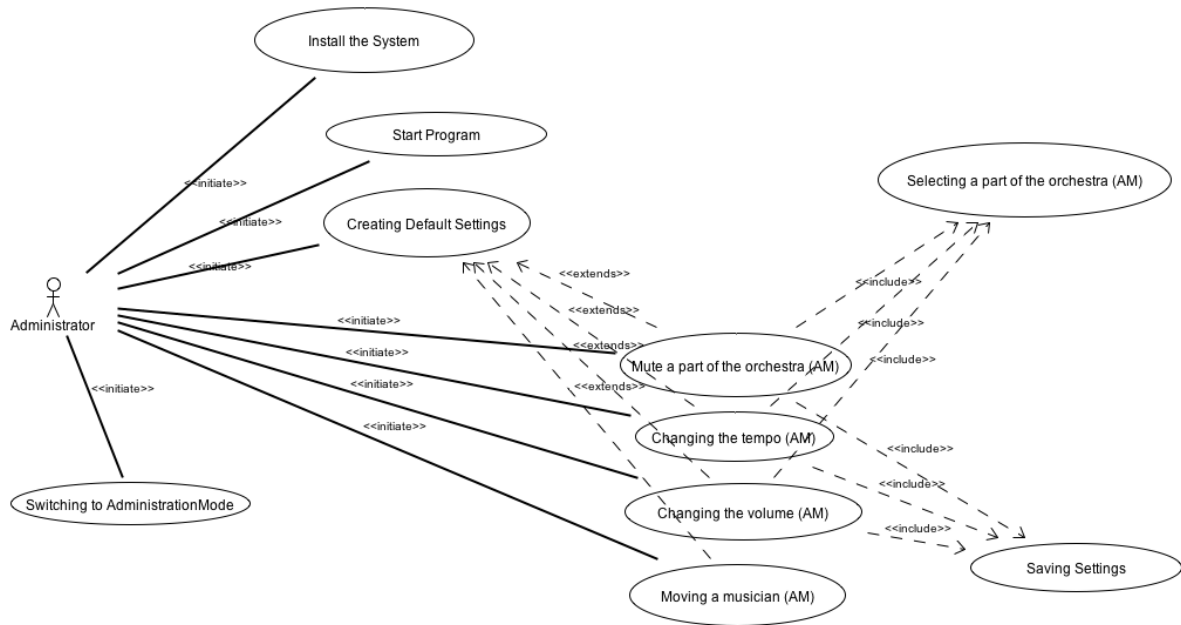 Install the System
Start Program
<<initiate>>
Selecting a part of the orchestra (AM)
<<initiate>>
Creating Default Settings
<<initiate>>
<<extends>>
<<include>>
<<extends>>
Administrator
<<initiate>>
<<include>>
<<extends>>
<<initiate>>
<<include>>
Mute a part of the orchestra (AM)
<<initiate>>
<<extends>>
<<initiate>>
<<initiate>>
Changing the tempo (AM)
<<include>>
<<include>>
Switching to AdministrationMode
Changing the volume (AM)
<<include>>
Saving Settings
Moving a musician (AM)